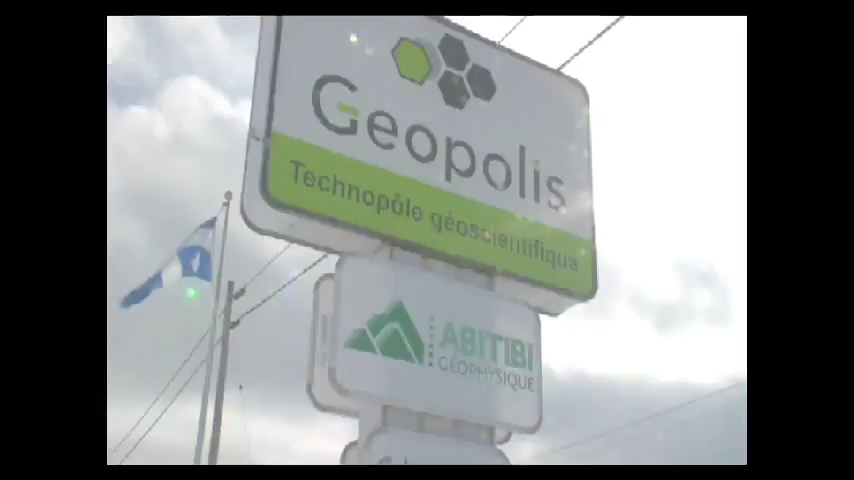 Geopolis
Technopôle géoscientifique
ABITIBI
GÉOPHYSIQUE